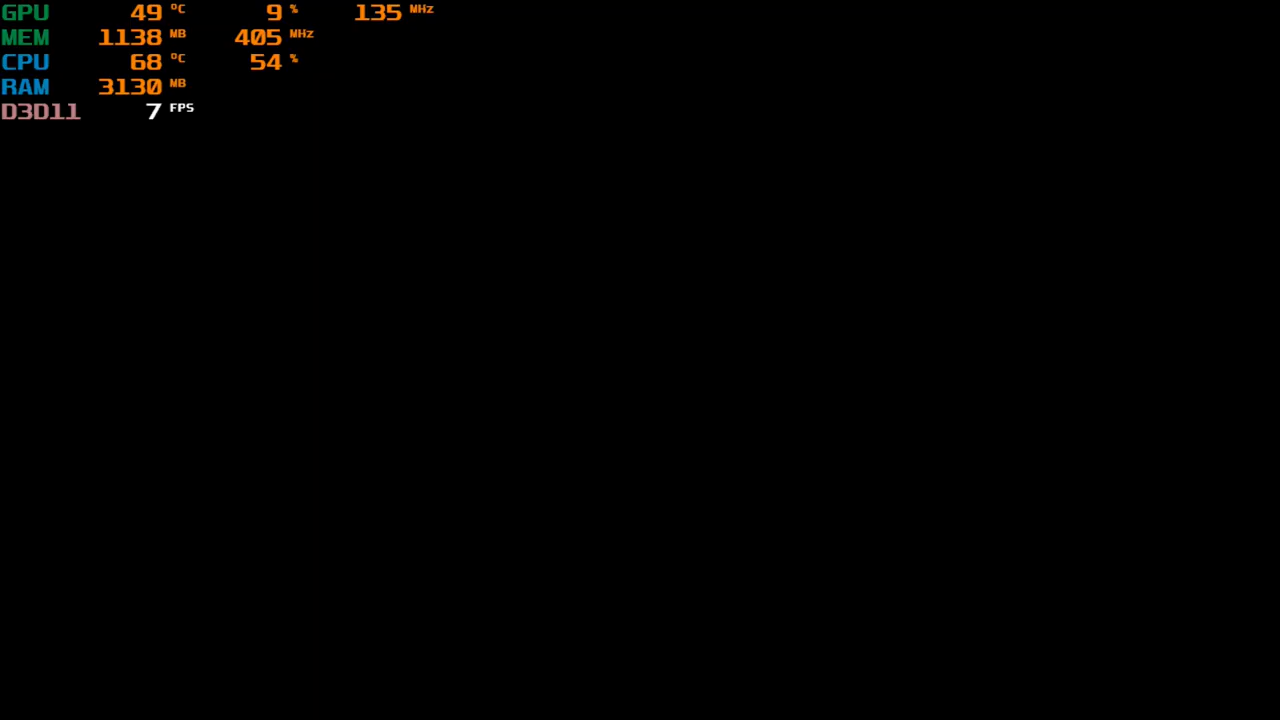 GPU 49 °C 9 % 135 MHz
MEM 1138 MB 405 MHz
CPU 68 °C 54 %
RAM 3130 MB
D3D11 7 FPS